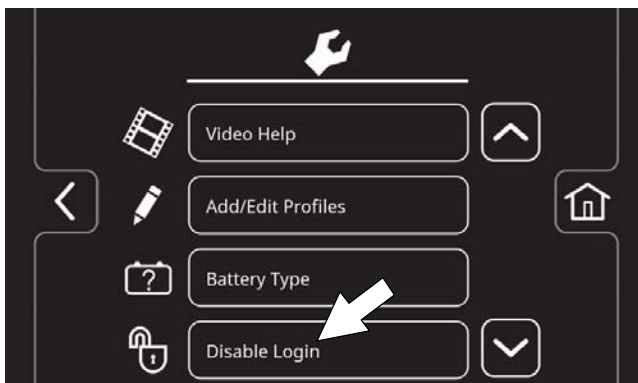 Video Help
Add/Edit Profiles
?
Battery Type
Disable Login